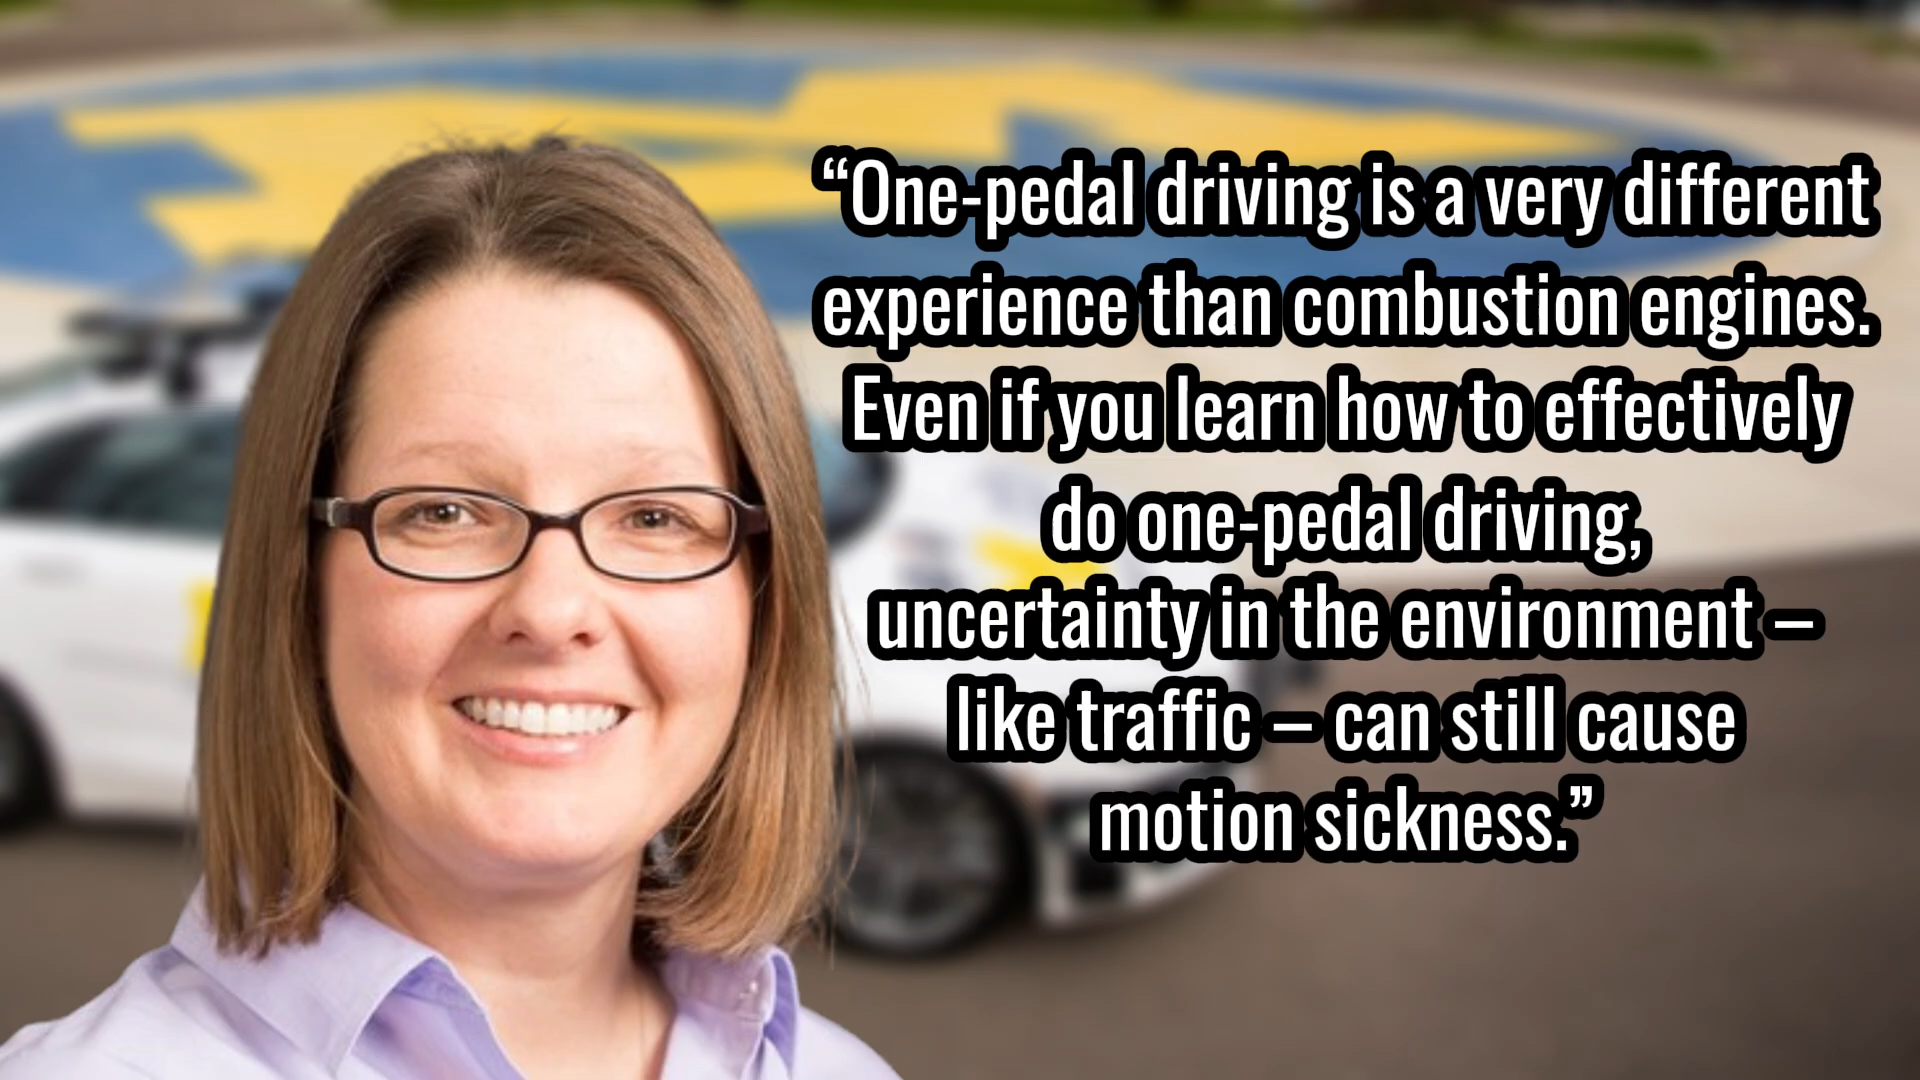 “One-pedal driving is a very different
experience than combustion engines.
Even if you learn how to effectively
do one-pedal driving,
uncertainty in the environment –
like traffic – can still cause
motion sickness.”